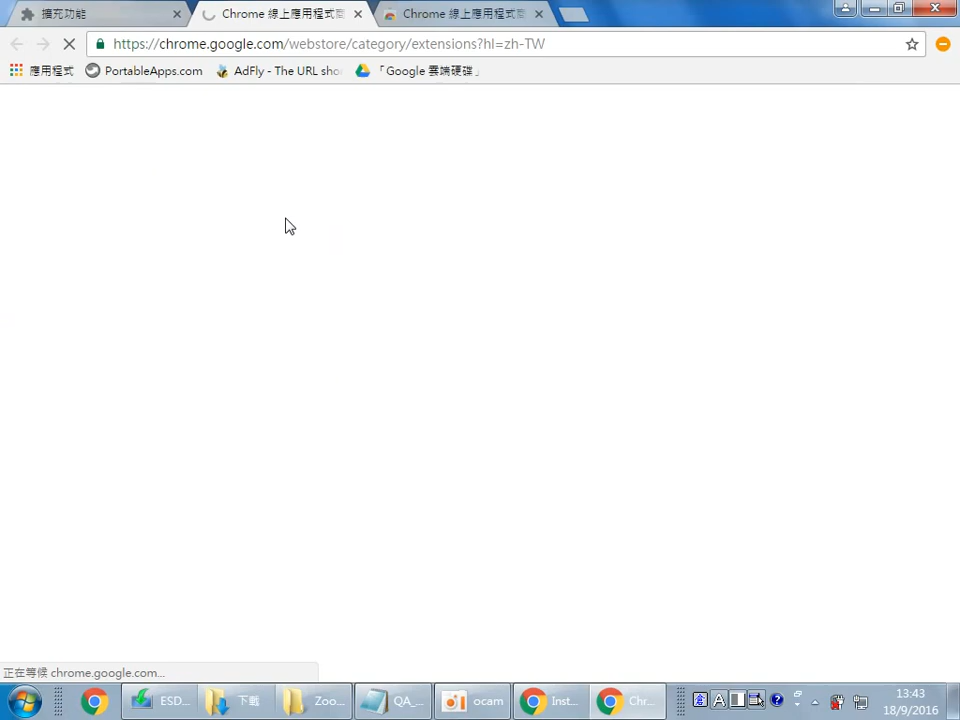 擴充功能
Chrome 線上應用程式商
Chrome 線上應用程式商
https://chrome.google.com/webstore/category/extensions?hl=zh-TW
應用程式
PortableApps.com
AdFly - The URL sho
「Google 雲端硬碟」
正在等候 chrome.google.com...
ESD...
下載
Zoo...
QA_...
ocam
Inst...
Chr...
倉
A
13:43
18/9/2016